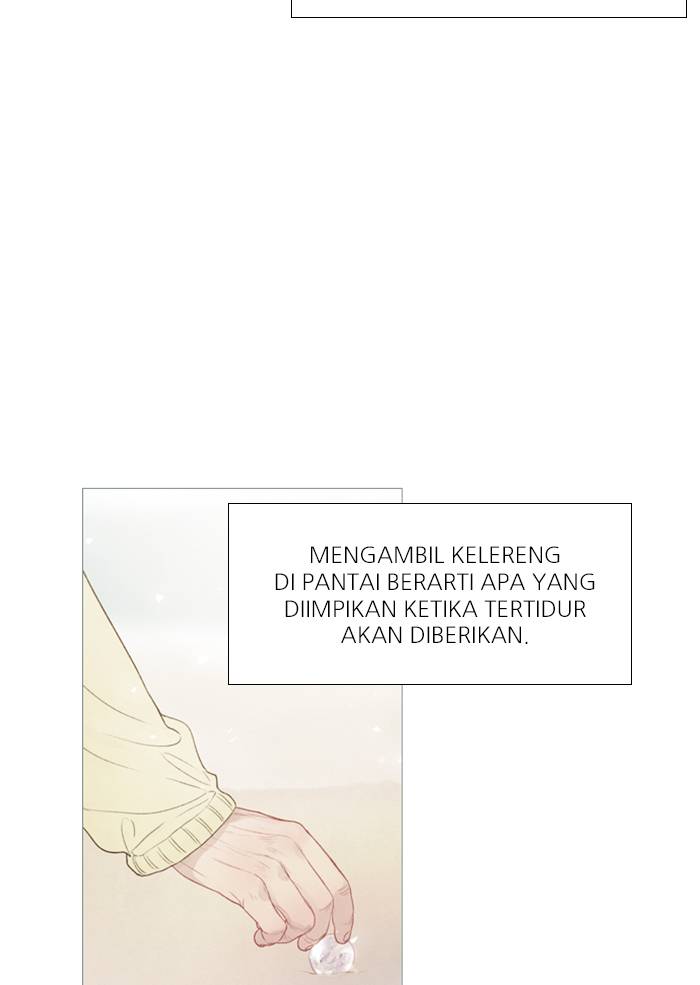 MENGAMBIL KELERENG
DI PANTAI BERARTI APA YANG
DIIMPIKAN KETIKA TERTIDUR
AKAN DIBERIKAN.